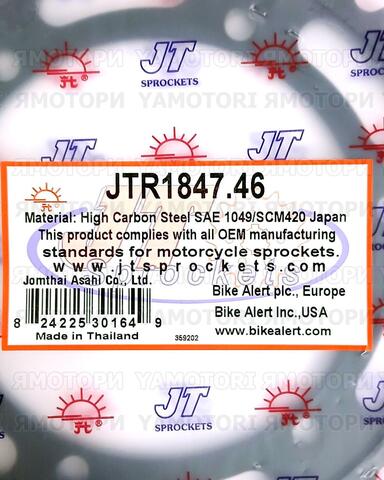 JT
SPROCKETS
ЯМОТОРИ YAMOTORI ЯМОТОРИ
JT
JTR1847.46
Material: High Carbon Steel SAE 1049/SCM420 Japan
This product complies with all OEM manufacturing
standards for motorcycle sprockets.
www.jtsprockets.com
Jomthai Asahi Co., Ltd.
Bike Alert plc., Europe
8 24225 30164 9
Bike Alert Inc.,USA
Made in Thailand
359202
www.bikealert.com
ЯМОТОРИ YAMOTORI ЯМОТОРИ
JT
SPROCKETS